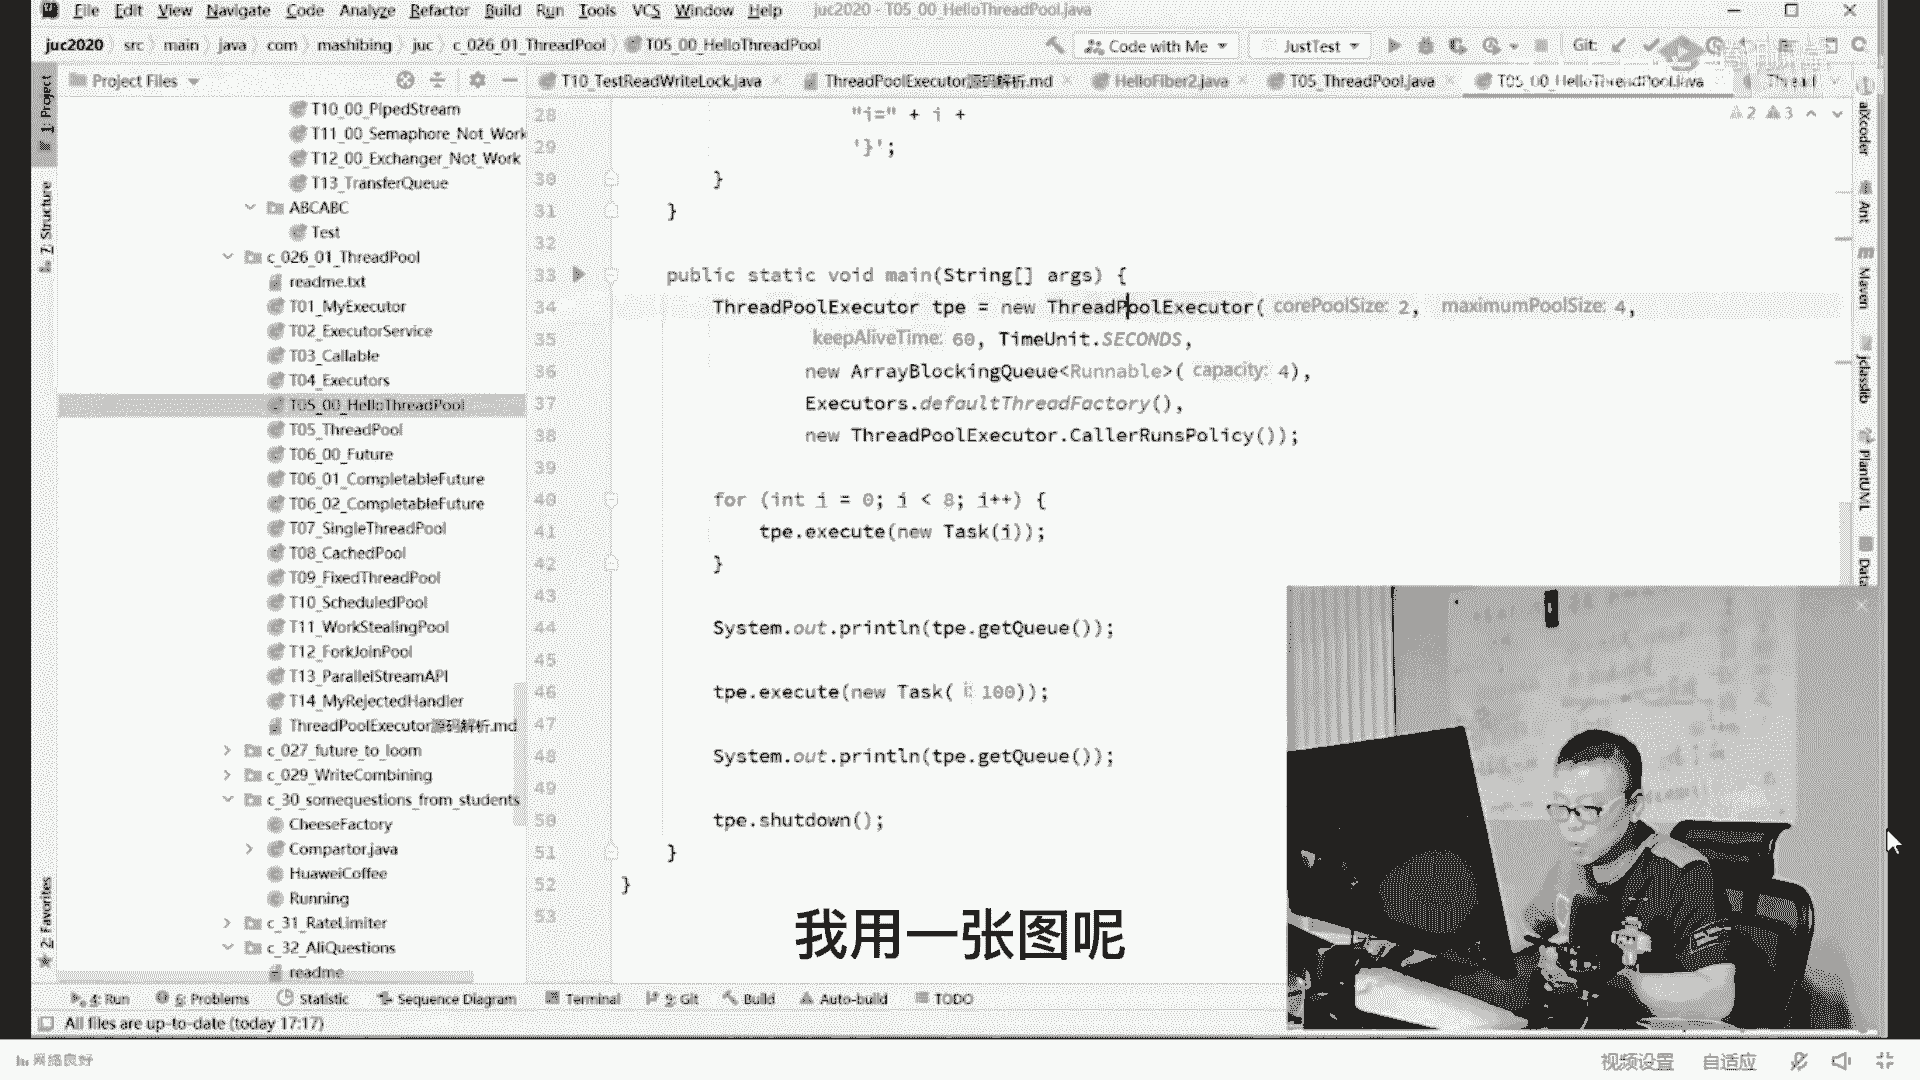 File Edit View Navigate Code Analyze Refactor Build Run Tools VCS Window Help juc2020 - T05_00_HelloThreadPool.java
juc2020 src main java com mashibing juc c_026_01_ThreadPool T05_00_HelloThreadPool Code with Me JustTest Git:
Project Files
T10_TestReadWriteLock.java ThreadPoolExecutor源码解析.md HelloFiber2.java T05_ThreadPool.java T05_00_HelloThreadPool.java
1: Project
7: Structure
2: Favorites
T10_00_PipedStream
T11_00_Semaphore_Not_Work
T12_00_Exchanger_Not_Work
T13_TransferQueue
ABCABC
Test
c_026_01_ThreadPool
readme.txt
T01_MyExecutor
T02_ExecutorService
T03_Callable
T04_Executors
T05_00_HelloThreadPool
T05_ThreadPool
T06_00_Future
T06_01_CompletableFuture
T06_02_CompletableFuture
T07_SingleThreadPool
T08_CachedPool
T09_FixedThreadPool
T10_ScheduledPool
T11_WorkStealingPool
T12_ForkJoinPool
T13_ParallelStreamAPI
T14_MyRejectedHandler
ThreadPoolExecutor源码解析.md
c_027_future_to_loom
c_029_WriteCombining
c_30_somequestions_from_students
CheeseFactory
Compartor.java
HuaweiCoffee
Running
c_31_RateLimiter
c_32_AliQuestions
readme
28 "i=" + i +
29 '}';
30 }
31 }
32
33 public static void main(String[] args) {
34 ThreadPoolExecutor tpe = new ThreadPoolExecutor( corePoolSize: 2, maximumPoolSize: 4,
35 keepAliveTime: 60, TimeUnit.SECONDS,
36 new ArrayBlockingQueue<Runnable>( capacity: 4),
37 Executors.defaultThreadFactory(),
38 new ThreadPoolExecutor.CallerRunsPolicy());
39
40 for (int i = 0; i < 8; i++) {
41 tpe.execute(new Task(i));
42 }
43
44 System.out.println(tpe.getQueue());
45
46 tpe.execute(new Task( i: 100));
47
48 System.out.println(tpe.getQueue());
49
50 tpe.shutdown();
51 }
52 }
53
2 3
aiXcoder
Ant
Maven
jclasslib
PlantUML
Data
我用一张图呢
4: Run 6: Problems Statistic Sequence Diagram Terminal 9: Git Build Auto-build TODO
All files are up-to-date (today 17:17)
网络良好 视频设置 自适应